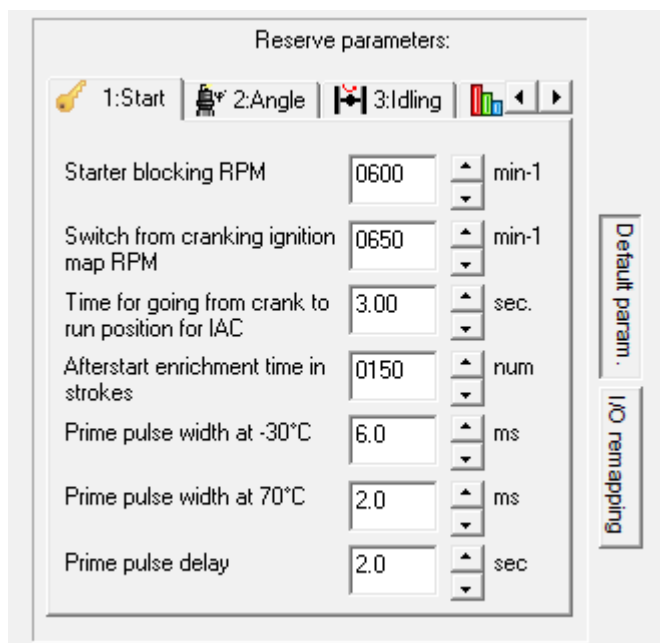 Reserve parameters:
1:Start
2:Angle
3:Idling
Starter blocking RPM
0600
min-1
Switch from cranking ignition
map RPM
0650
min-1
Time for going from crank to
run position for IAC
3.00
sec.
Afterstart enrichment time in
strokes
0150
num
Prime pulse width at -30°C
6.0
ms
Prime pulse width at 70°C
2.0
ms
Prime pulse delay
2.0
sec
Default param.
I/O remapping